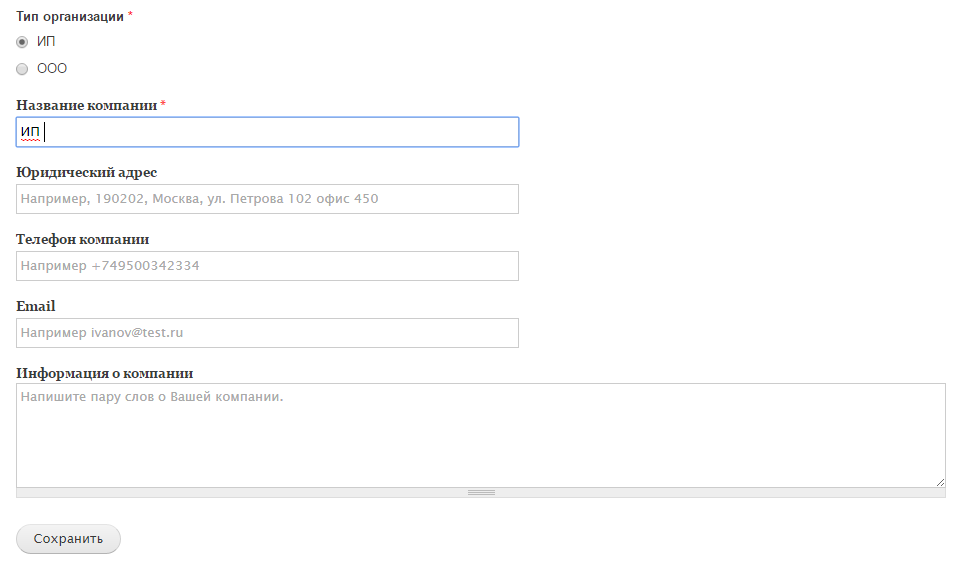 Тип организации *
ИП
ООО
Название компании *
ИП
Юридический адрес
Например, 190202, Москва, ул. Петрова 102 офис 450
Телефон компании
Например +749500342334
Email
Например ivanov@test.ru
Информация о компании
Напишите пару слов о Вашей компании.
Сохранить